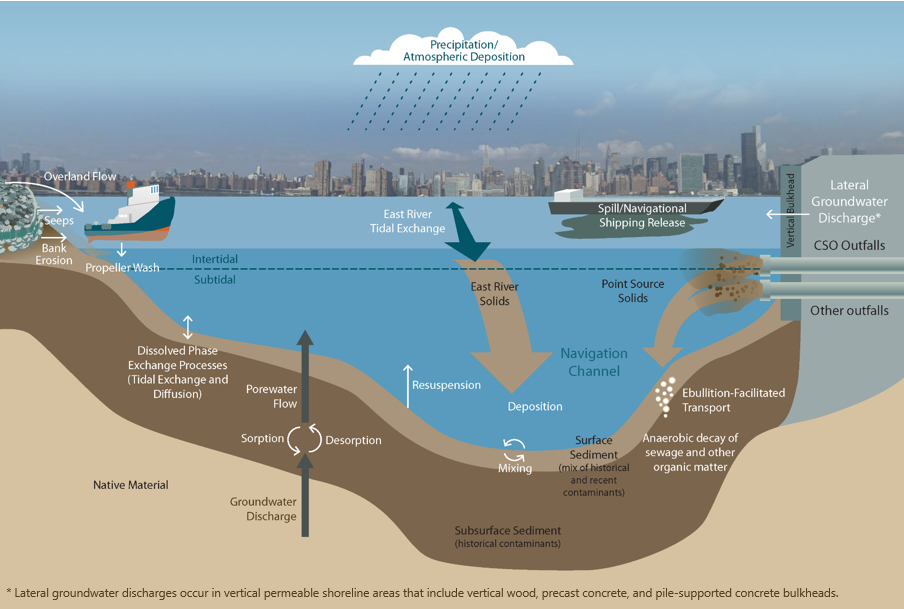 Precipitation/
Atmospheric Deposition
Overland Flow
Seeps
Bank
Erosion
Propeller Wash
East River
Tidal Exchange
Spill/Navigational
Shipping Release
Vertical Bulkhead
Lateral
Groundwater
Discharge*
CSO Outfalls
Other outfalls
Intertidal
Subtidal
East River
Solids
Point Source
Solids
Navigation
Channel
Dissolved Phase
Exchange Processes
(Tidal Exchange and
Diffusion)
Porewater
Flow
Resuspension
Deposition
Ebullition-Facilitated
Transport
Sorption
Desorption
Mixing
Surface
Sediment
(mix of historical
and recent
contaminants)
Anaerobic decay of
sewage and other
organic matter
Native Material
Groundwater
Discharge
Subsurface Sediment
(historical contaminants)
* Lateral groundwater discharges occur in vertical permeable shoreline areas that include vertical wood, precast concrete, and pile-supported concrete bulkheads.